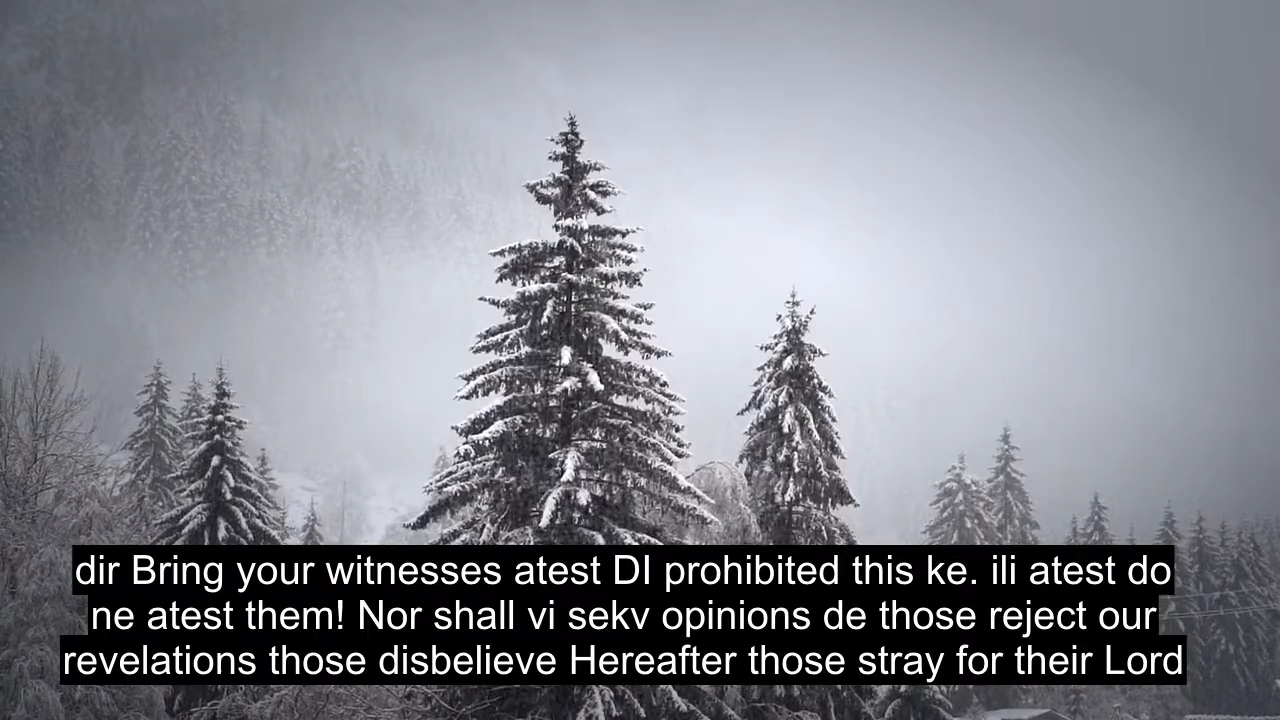 dir Bring your witnesses atest DI prohibited this ke. ili atest do
ne atest them! Nor shall vi sekv opinions de those reject our
revelations those disbelieve Hereafter those stray for their Lord